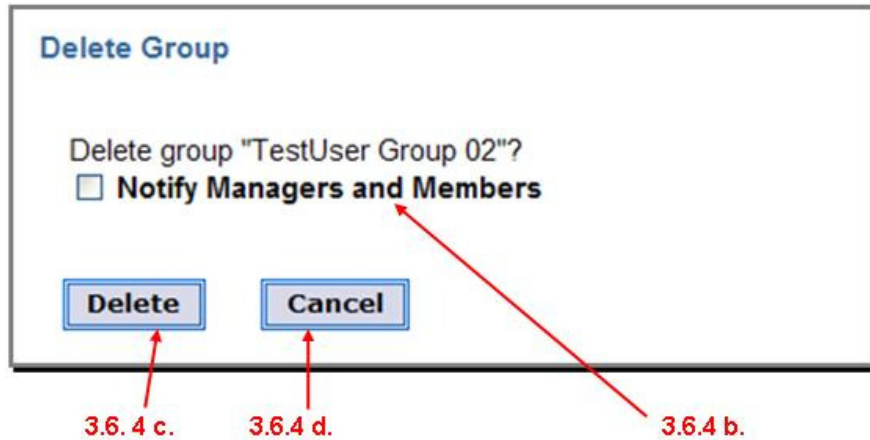 Delete Group
Delete group "TestUser Group 02"?
Notify Managers and Members
Delete Cancel
3.6. 4 c. 3.6.4 d. 3.6.4 b.